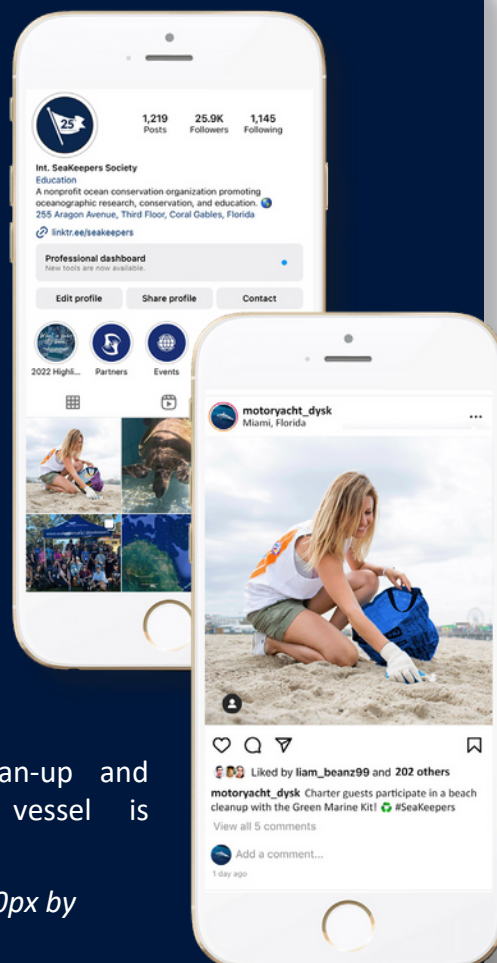 25
1,219
25.9K
1,145
Posts
Followers
Following
Int. SeaKeepers Society
Education
A nonprofit ocean conservation organization promoting
oceanographic research, conservation, and education.
255 Aragon Avenue, Third Floor, Coral Gables, Florida
linktr.ee/seakeepers
Professional dashboard
New tools are now available.
Edit profile
Share profile
Contact
2022 Highli...
Partners
Events
motoryacht_dysk
Miami, Florida
Liked by liam_beanz99 and 202 others
motoryacht_dysk Charter guests participate in a beach
cleanup with the Green Marine Kit! ♻ #SeaKeepers
View all 5 comments
Add a comment...
1 day ago
an-up and
vessel is
0px by